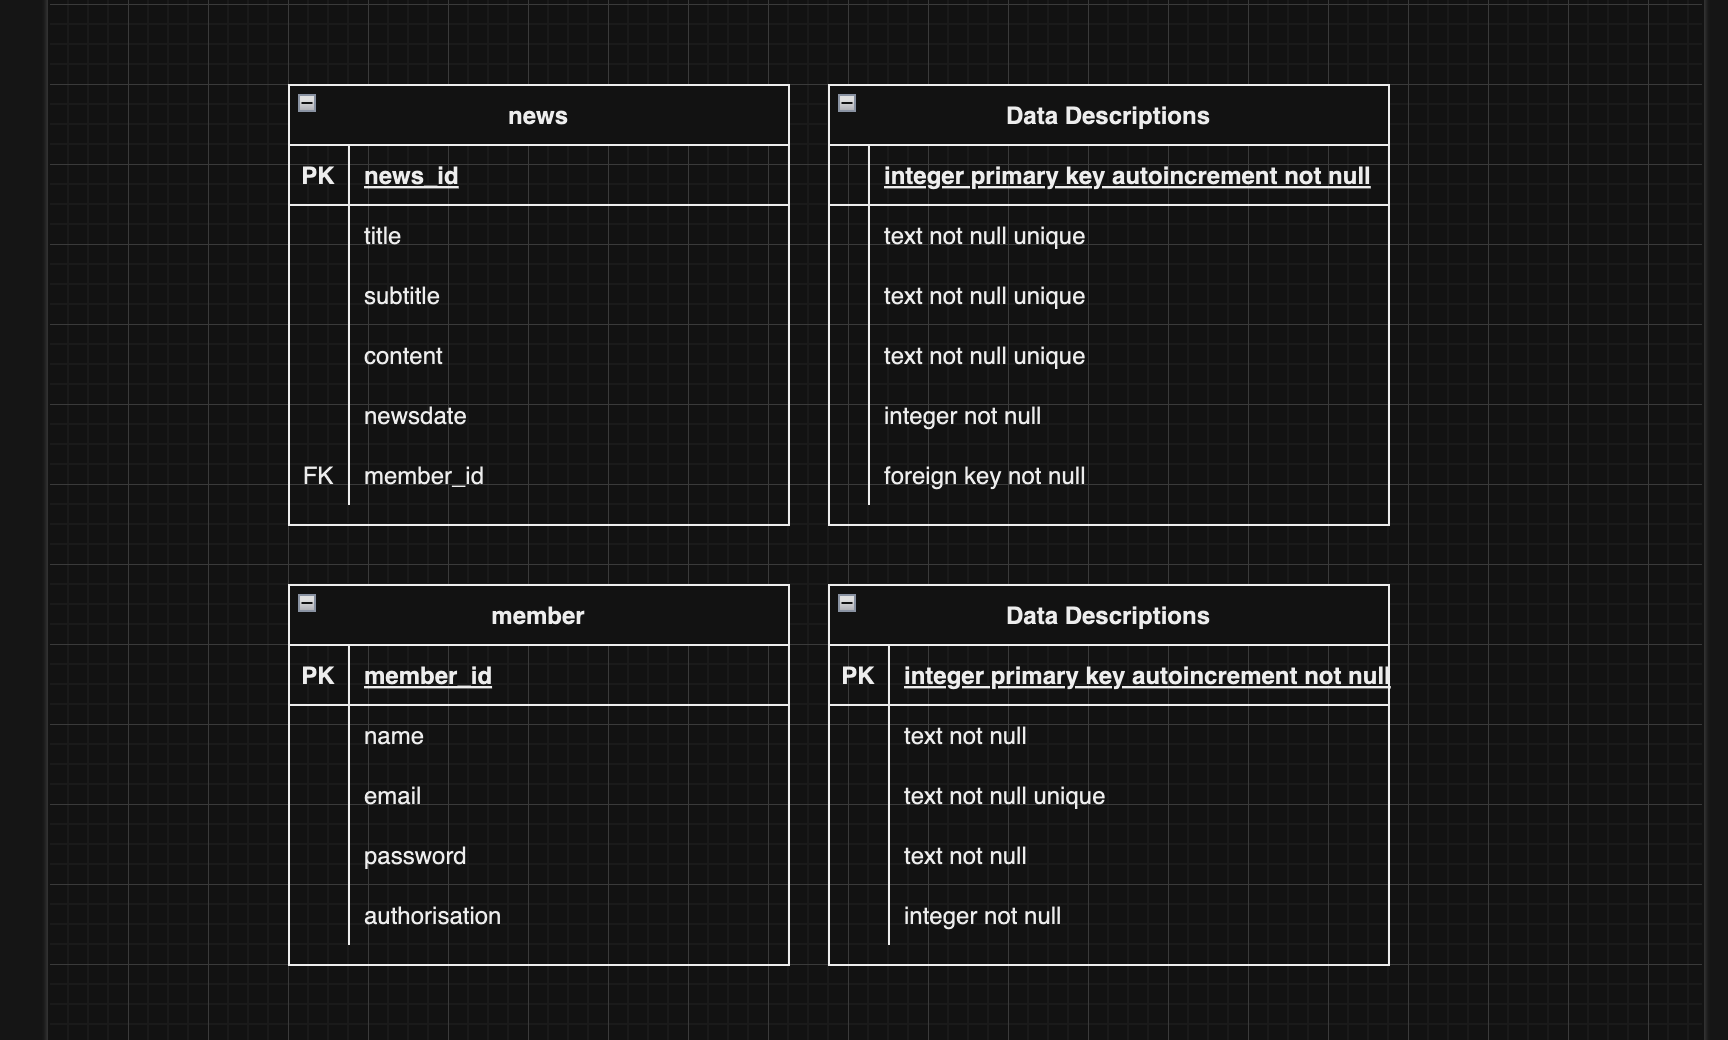 news
PK news_id
title
subtitle
content
newsdate
FK member_id
Data Descriptions
integer primary key autoincrement not null
text not null unique
text not null unique
text not null unique
integer not null
foreign key not null
member
PK member_id
name
email
password
authorisation
Data Descriptions
PK integer primary key autoincrement not null
text not null
text not null unique
text not null
integer not null